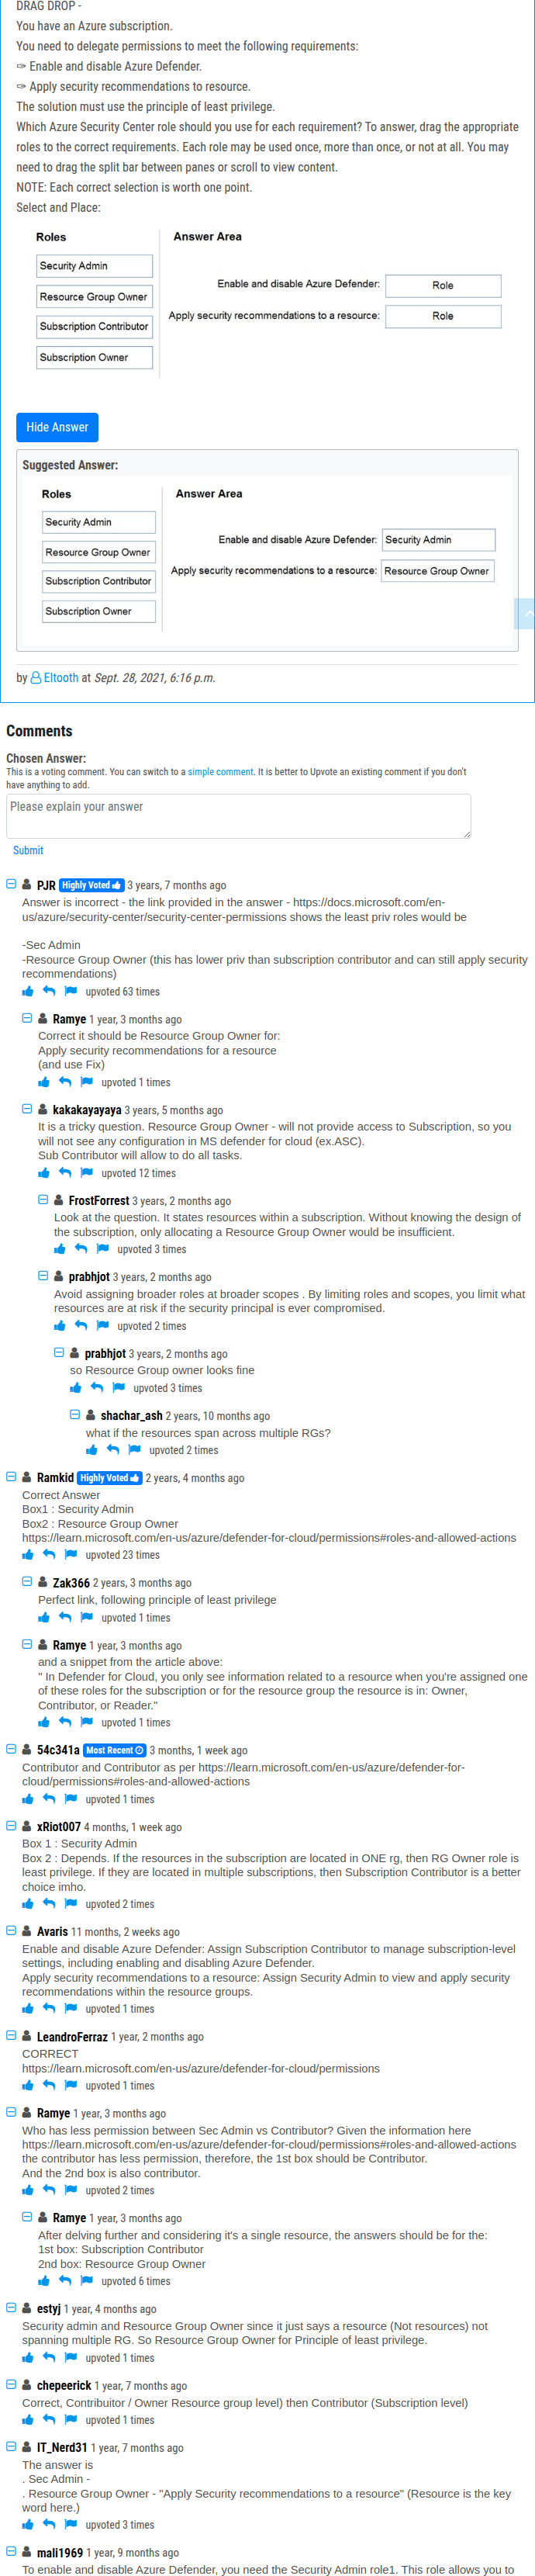 DRAG DROP -
You have an Azure subscription.
You need to delegate permissions to meet the following requirements:
✑ Enable and disable Azure Defender.
✑ Apply security recommendations to resource.
The solution must use the principle of least privilege.
Which Azure Security Center role should you use for each requirement? To answer, drag the appropriate
roles to the correct requirements. Each role may be used once, more than once, or not at all. You may
need to drag the split bar between panes or scroll to view content.
NOTE: Each correct selection is worth one point.
Select and Place:
Roles
Answer Area
Security Admin
Resource Group Owner
Subscription Contributor
Subscription Owner
Enable and disable Azure Defender: Role
Apply security recommendations to a resource: Role
Hide Answer
Suggested Answer:
Roles
Answer Area
Security Admin
Resource Group Owner
Subscription Contributor
Subscription Owner
Enable and disable Azure Defender: Security Admin
Apply security recommendations to a resource: Resource Group Owner
by Eltooth at Sept. 28, 2021, 6:16 p.m.
Comments
Chosen Answer:
This is a voting comment. You can switch to a simple comment. It is better to Upvote an existing comment if you don't
have anything to add.
Please explain your answer
Submit
PJR Highly Voted 3 years, 7 months ago
Answer is incorrect - the link provided in the answer - https://docs.microsoft.com/en-
us/azure/security-center/security-center-permissions shows the least priv roles would be
-Sec Admin
-Resource Group Owner (this has lower priv than subscription contributor and can still apply security
recommendations)
upvoted 63 times
Ramye 1 year, 3 months ago
Correct it should be Resource Group Owner for:
Apply security recommendations for a resource
(and use Fix)
upvoted 1 times
kakakayayaya 3 years, 5 months ago
It is a tricky question. Resource Group Owner - will not provide access to Subscription, so you
will not see any configuration in MS defender for cloud (ex.ASC).
Sub Contributor will allow to do all tasks.
upvoted 12 times
FrostForrest 3 years, 2 months ago
Look at the question. It states resources within a subscription. Without knowing the design of
the subscription, only allocating a Resource Group Owner would be insufficient.
upvoted 3 times
prabhjot 3 years, 2 months ago
Avoid assigning broader roles at broader scopes . By limiting roles and scopes, you limit what
resources are at risk if the security principal is ever compromised.
upvoted 2 times
prabhjot 3 years, 2 months ago
so Resource Group owner looks fine
upvoted 3 times
shachar_ash 2 years, 10 months ago
what if the resources span across multiple RGs?
upvoted 2 times
Ramkid Highly Voted 2 years, 4 months ago
Correct Answer
Box1 : Security Admin
Box2 : Resource Group Owner
https://learn.microsoft.com/en-us/azure/defender-for-cloud/permissions#roles-and-allowed-actions
upvoted 23 times
Zak366 2 years, 3 months ago
Perfect link, following principle of least privilege
upvoted 1 times
Ramye 1 year, 3 months ago
and a snippet from the article above:
" In Defender for Cloud, you only see information related to a resource when you're assigned one
of these roles for the subscription or for the resource group the resource is in: Owner,
Contributor, or Reader."
upvoted 1 times
54c341a Most Recent 3 months, 1 week ago
Contributor and Contributor as per https://learn.microsoft.com/en-us/azure/defender-for-
cloud/permissions#roles-and-allowed-actions
upvoted 1 times
xRiot007 4 months, 1 week ago
Box 1 : Security Admin
Box 2 : Depends. If the resources in the subscription are located in ONE rg, then RG Owner role is
least privilege. If they are located in multiple subscriptions, then Subscription Contributor is a better
choice imho.
upvoted 2 times
Avaris 11 months, 2 weeks ago
Enable and disable Azure Defender: Assign Subscription Contributor to manage subscription-level
settings, including enabling and disabling Azure Defender.
Apply security recommendations to a resource: Assign Security Admin to view and apply security
recommendations within the resource groups.
upvoted 1 times
LeandroFerraz 1 year, 2 months ago
CORRECT
https://learn.microsoft.com/en-us/azure/defender-for-cloud/permissions
upvoted 1 times
Ramye 1 year, 3 months ago
Who has less permission between Sec Admin vs Contributor? Given the information here
https://learn.microsoft.com/en-us/azure/defender-for-cloud/permissions#roles-and-allowed-actions
the contributor has less permission, therefore, the 1st box should be Contributor.
And the 2nd box is also contributor.
upvoted 2 times
Ramye 1 year, 3 months ago
After delving further and considering it's a single resource, the answers should be for the:
1st box: Subscription Contributor
2nd box: Resource Group Owner
upvoted 6 times
estyj 1 year, 4 months ago
Security admin and Resource Group Owner since it just says a resource (Not resources) not
spanning multiple RG. So Resource Group Owner for Principle of least privilege.
upvoted 1 times
chepeerick 1 year, 7 months ago
Correct, Contribuitor / Owner Resource group level) then Contributor (Subscription level)
upvoted 1 times
IT_Nerd31 1 year, 7 months ago
The answer is
. Sec Admin -
. Resource Group Owner - "Apply Security recommendations to a resource" (Resource is the key
word here.)
upvoted 3 times
mali1969 1 year, 9 months ago
To enable and disable Azure Defender, you need the Security Admin role1. This role allows you to